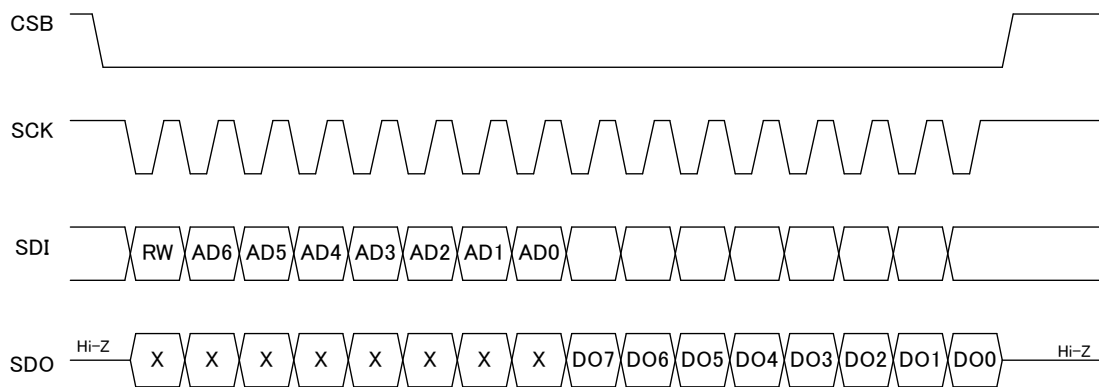 CSB
SCK
SDI RW AD6 AD5 AD4 AD3 AD2 AD1 AD0
SDO Hi-Z X X X X X X X X DO7 DO6 DO5 DO4 DO3 DO2 DO1 DO0 Hi-Z